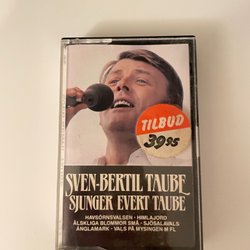 TILBUD
39.95
SVEN-BERTIL TAUBE
SJUNGER EVERT TAUBE
HAVSÖRNSVALSEN · HIMLAJORD
ÄLSKLIGA BLOMMOR SMÅ · SJÖSALAVALS
ÄNGLAMARK · VALS PÅ MYSINGEN M FL